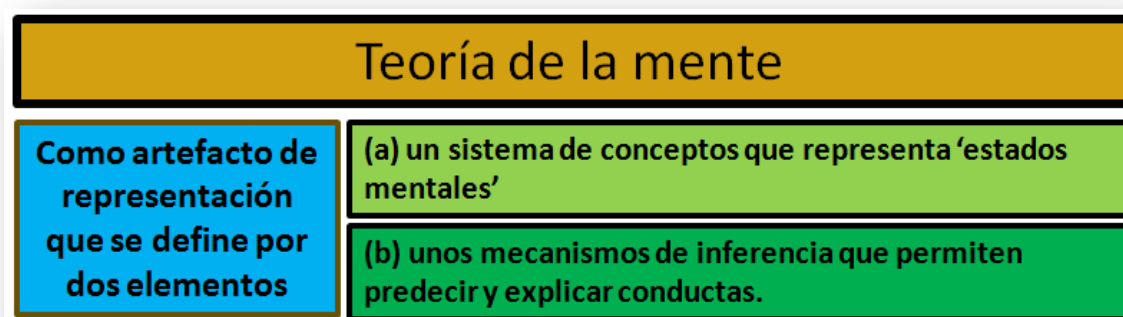 Teoría de la mente
Como artefacto de
representación
que se define por
dos elementos
(a) un sistema de conceptos que representa ‘estados
mentales’
(b) unos mecanismos de inferencia que permiten
predecir y explicar conductas.